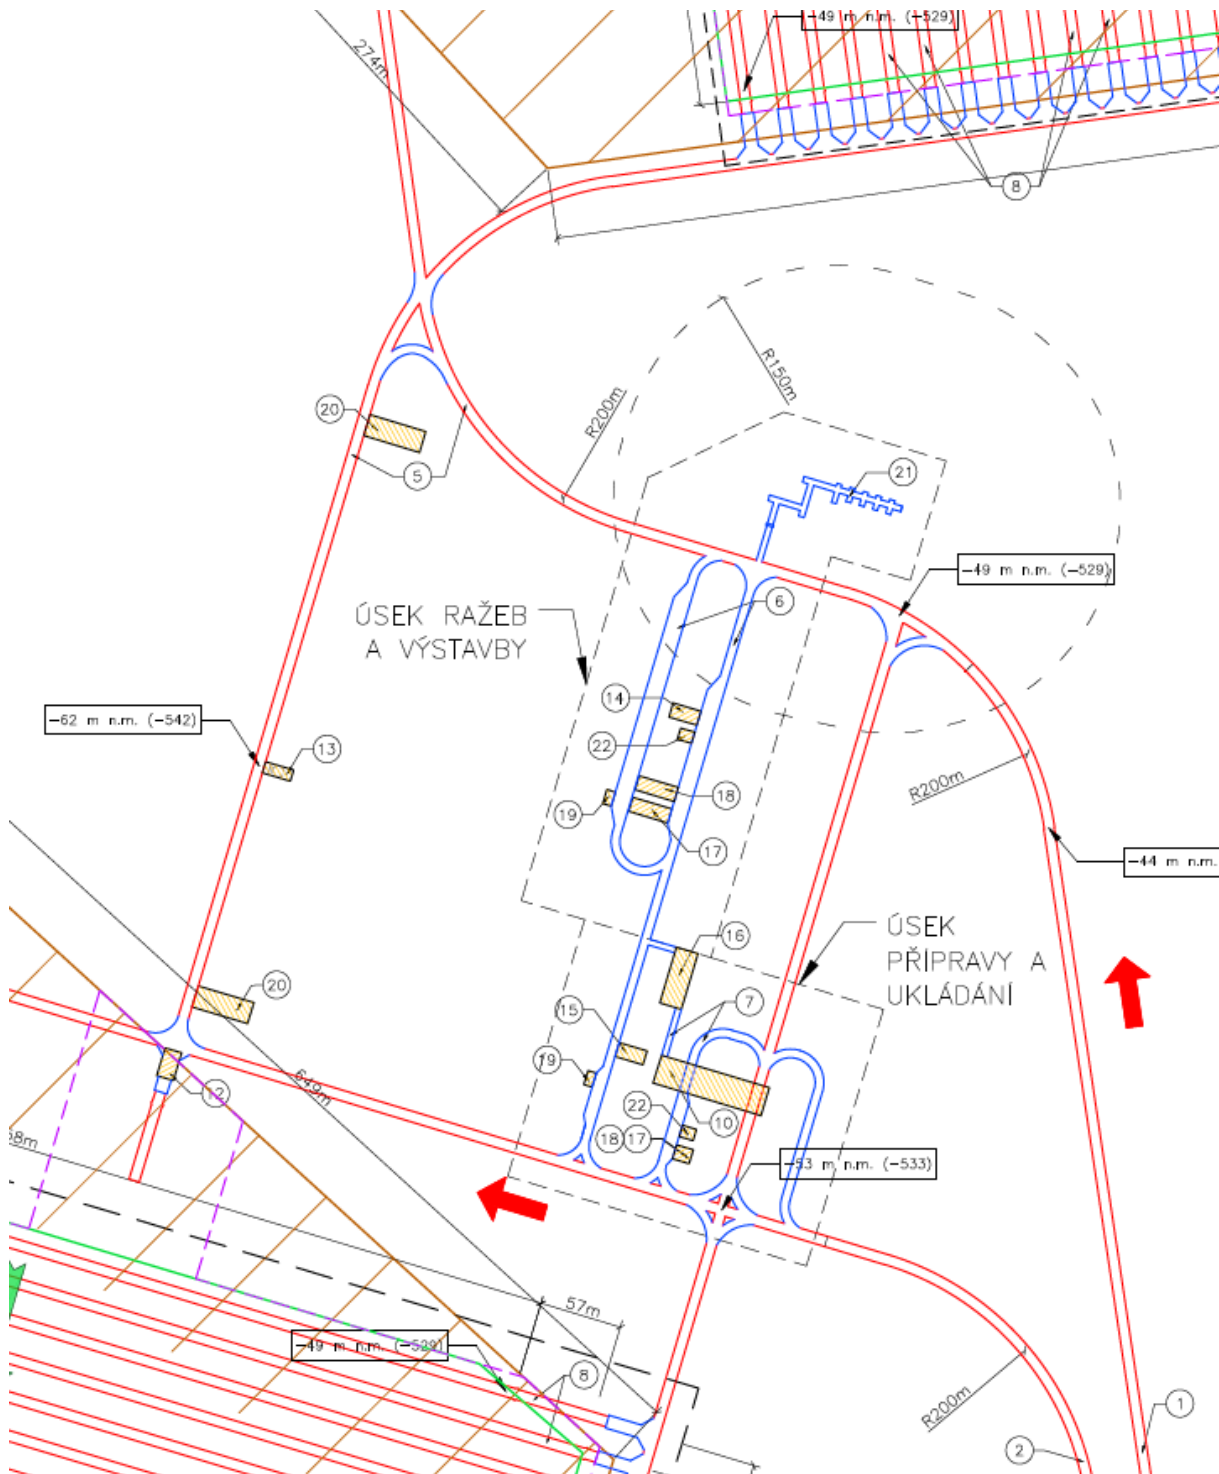 -49 m n.m. (-529)
274m
8
R150m
20
R200m
5
21
-49 m n.m. (-529)
ÚSEK RAŽEB
A VÝSTAVBY
6
14
-62 m n.m. (-542)
22
13
R200m
18
19
17
-44 m n.m.
ÚSEK
PŘÍPRAVY A
UKLÁDÁNÍ
16
20
7
15
19
649m
12
22
10
18
17
68m
-53 m n.m. (-533)
57m
-49 m n.m. (-529)
8
R200m
1
2